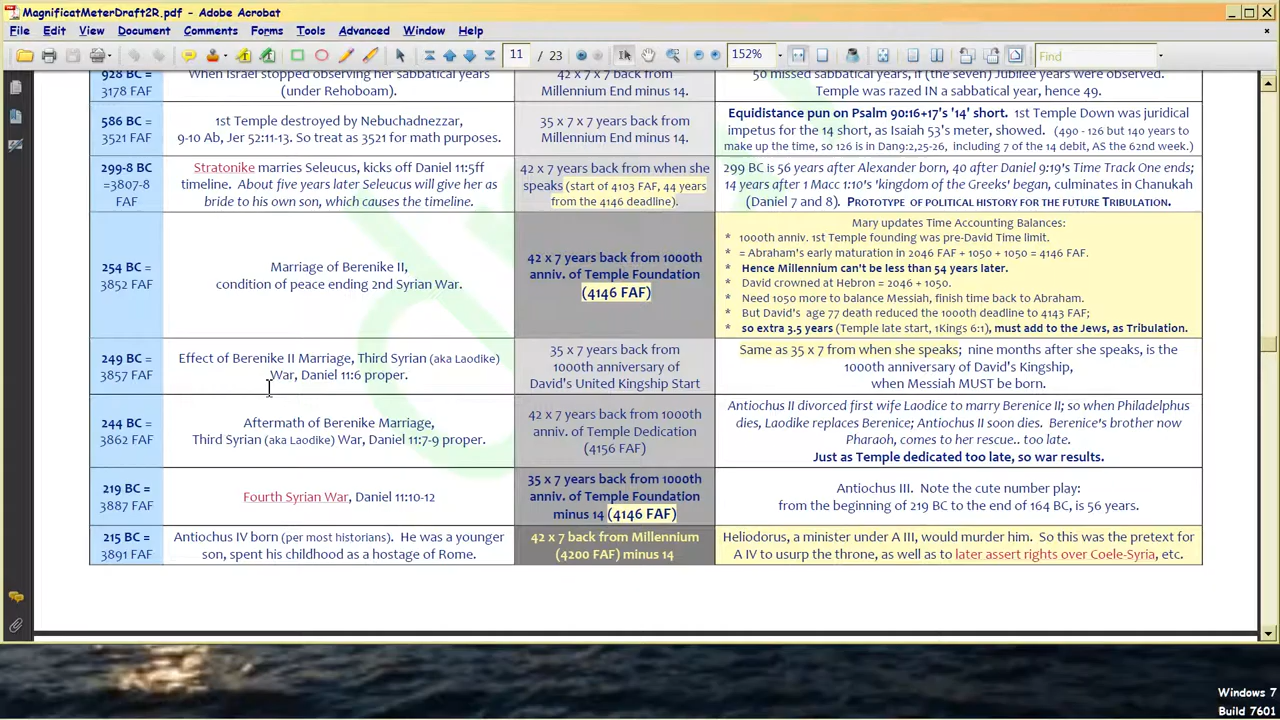 MagnificatMeterDraft2R.pdf - Adobe Acrobat
File Edit View Document Comments Forms Tools Advanced Window Help
11 / 23 152% Find
928 BC =
3178 FAF
When Israel stopped observing her sabbatical years
(under Rehoboam).
42 x 7 x 7 years back from
Millennium End minus 14.
50 missed sabbatical years, if (the seven) Jubilee years were observed.
Temple was razed IN a sabbatical year, hence 49.
586 BC =
3521 FAF
1st Temple destroyed by Nebuchadnezzar,
9-10 Ab, Jer 52:11-13. So treat as 3521 for math purposes.
35 x 7 x 7 years back from
Millennium End minus 14.
Equidistance pun on Psalm 90:16+17's '14' short. 1st Temple Down was juridical
impetus for the 14 short, as Isaiah 53's meter, showed. (490 - 126 but 140 years to
make up the time, so 126 is in Dang:2,25-26, including 7 of the 14 debit, AS the 62nd week.)
299-8 BC
=3807-8
FAF
Stratonike marries Seleucus, kicks off Daniel 11:5ff
timeline. About five years later Seleucus will give her as
bride to his own son, which causes the timeline.
42 x 7 years back from when she
speaks (start of 4103 FAF, 44 years
from the 4146 deadline).
299 BC is 56 years after Alexander born, 40 after Daniel 9:19's Time Track One ends;
14 years after 1 Macc 1:10's 'kingdom of the Greeks' began, culminates in Chanukah
(Daniel 7 and 8). Prototype of political history for the future Tribulation.
254 BC =
3852 FAF
Marriage of Berenike II,
condition of peace ending 2nd Syrian War.
42 x 7 years back from 1000th
anniv. of Temple Foundation
(4146 FAF)
Mary updates Time Accounting Balances:
* 1000th anniv. 1st Temple founding was pre-David Time limit.
* = Abraham's early maturation in 2046 FAF + 1050 + 1050 = 4146 FAF.
* Hence Millennium can't be less than 54 years later.
* David crowned at Hebron = 2046 + 1050.
* Need 1050 more to balance Messiah, finish time back to Abraham.
* But David's age 77 death reduced the 1000th deadline to 4143 FAF;
* so extra 3.5 years (Temple late start, 1Kings 6:1), must add to the Jews, as Tribulation.
249 BC =
3857 FAF
Effect of Berenike II Marriage, Third Syrian (aka Laodike)
War, Daniel 11:6 proper.
35 x 7 years back from
1000th anniversary of
David's United Kingship Start
Same as 35 x 7 from when she speaks; nine months after she speaks, is the
1000th anniversary of David's Kingship,
when Messiah MUST be born.
244 BC =
3862 FAF
Aftermath of Berenike Marriage,
Third Syrian (aka Laodike) War, Daniel 11:7-9 proper.
42 x 7 years back from 1000th
anniv. of Temple Dedication
(4156 FAF)
Antiochus II divorced first wife Laodice to marry Berenice II; so when Philadelphus
dies, Laodike replaces Berenice; Antiochus II soon dies. Berenice's brother now
Pharaoh, comes to her rescue.. too late.
Just as Temple dedicated too late, so war results.
219 BC =
3887 FAF
Fourth Syrian War, Daniel 11:10-12
35 x 7 years back from 1000th
anniv. of Temple Foundation
minus 14 (4146 FAF)
Antiochus III. Note the cute number play:
from the beginning of 219 BC to the end of 164 BC, is 56 years.
215 BC =
3891 FAF
Antiochus IV born (per most historians). He was a younger
son, spent his childhood as a hostage of Rome.
42 x 7 back from Millennium
(4200 FAF) minus 14
Heliodorus, a minister under A III, would murder him. So this was the pretext for
A IV to usurp the throne, as well as to later assert rights over Coele-Syria, etc.
Windows 7
Build 7601